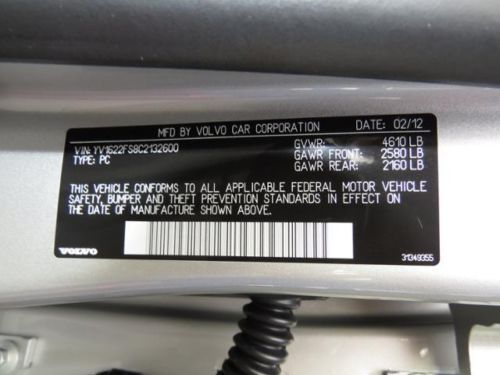 MFD BY VOLVO CAR CORPORATION DATE: 02/12
VIN: YV1622FS8C2132600 GVWR: 4610 LB
TYPE: PC GAWR FRONT: 2580 LB
GAWR REAR: 2160 LB
THIS VEHICLE CONFORMS TO ALL APPLICABLE FEDERAL MOTOR VEHICLE
SAFETY, BUMPER AND THEFT PREVENTION STANDARDS IN EFFECT ON
THE DATE OF MANUFACTURE SHOWN ABOVE.
VOLVO 31349355